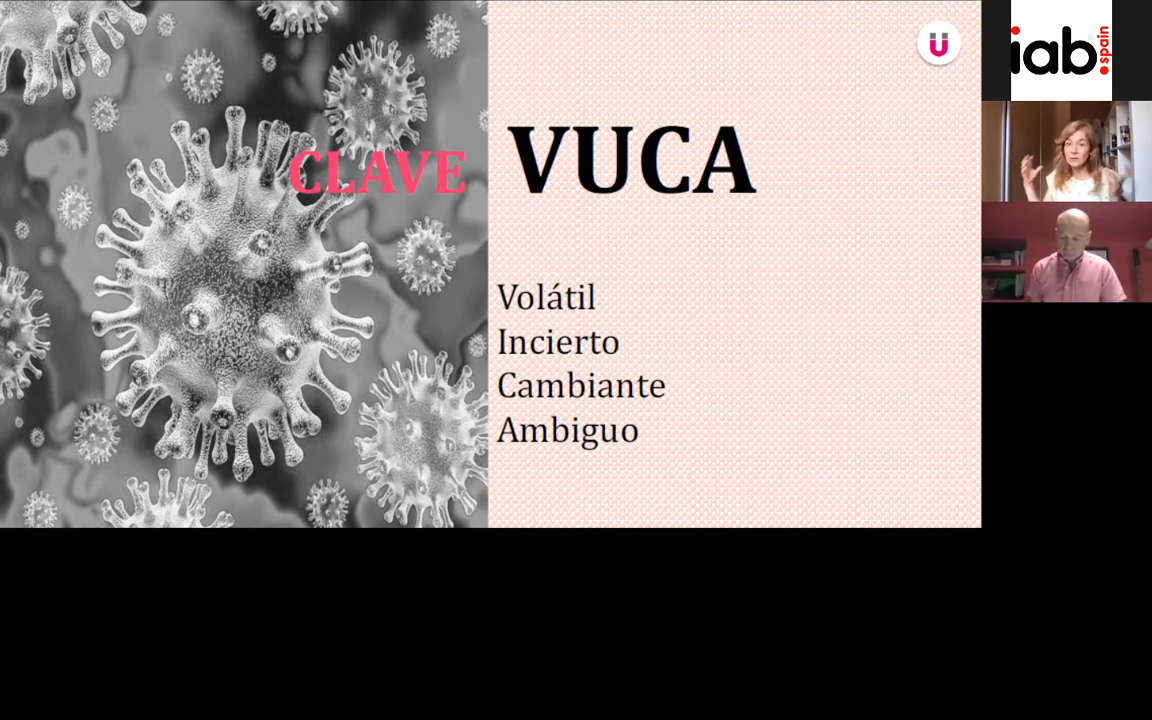 CLAVE VUCA
Volátil
Incierto
Cambiante
Ambiguo
iab.spain